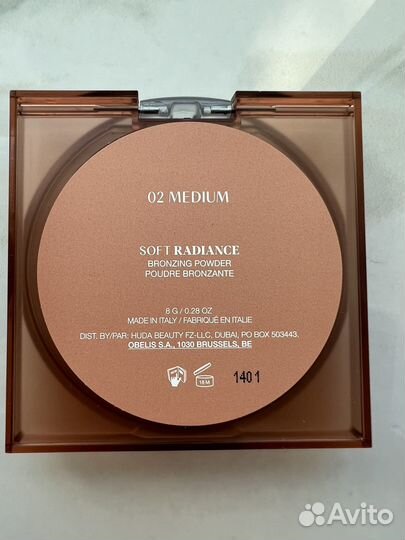 02 MEDIUM
SOFT RADIANCE
BRONZING POWDER
POUDRE BRONZANTE
8 G / 0.28 OZ
MADE IN ITALY / FABRIQUÉ EN ITALIE
DIST. BY/PAR: HUDA BEAUTY FZ-LLC, DUBAI, PO BOX 503443.
OBELIS S.A., 1030 BRUSSELS, BE
18 M
1401
Avito